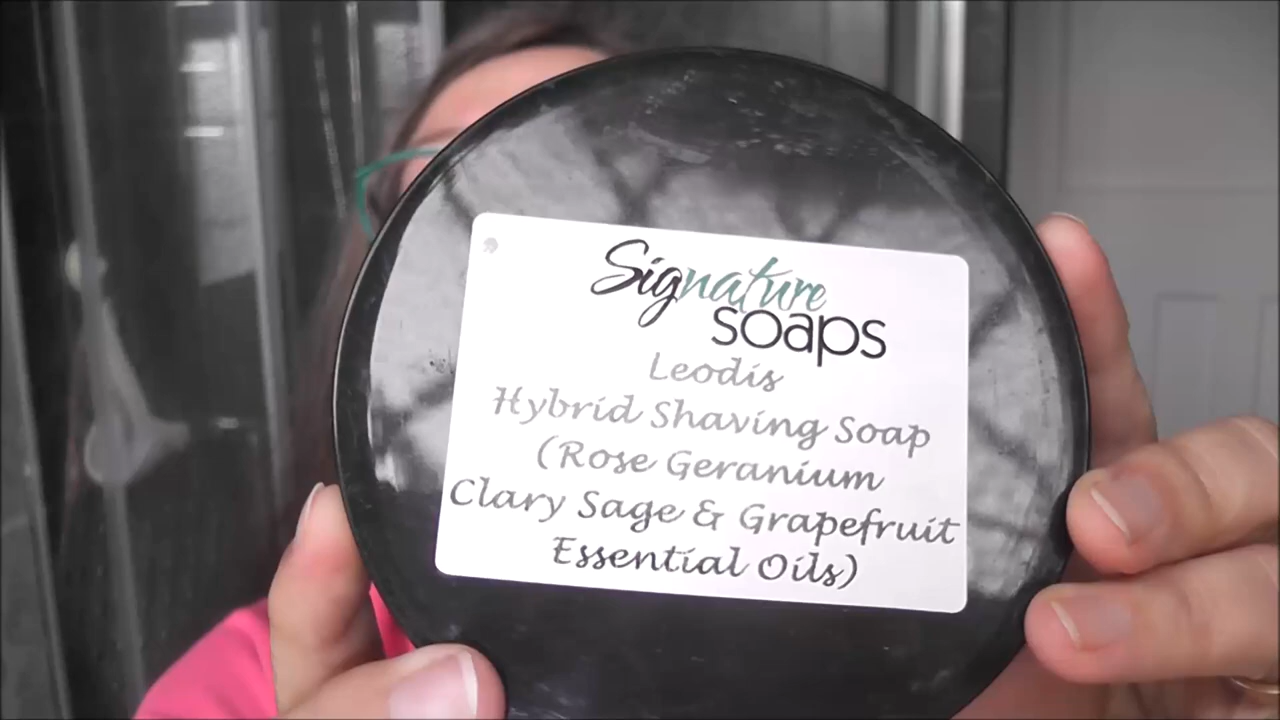 Signature
soaps
Leodis
Hybrid Shaving Soap
(Rose Geranium
Clary Sage & Grapefruit
Essential Oils)